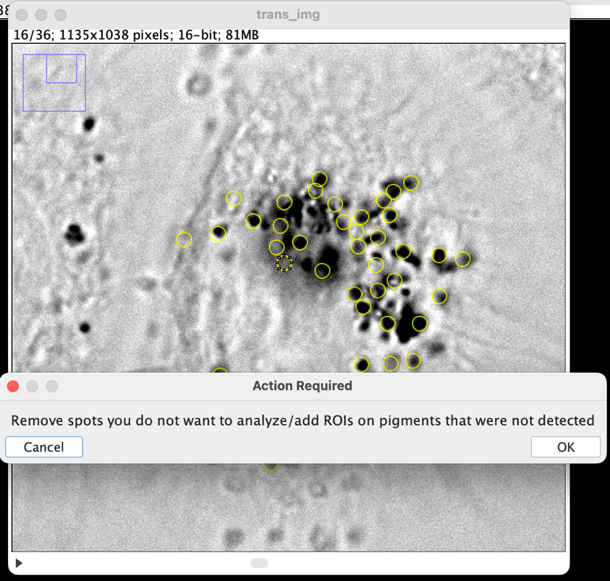 trans_img
16/36; 1135x1038 pixels; 16-bit; 81MB
Action Required
Remove spots you do not want to analyze/add ROIs on pigments that were not detected
Cancel
OK